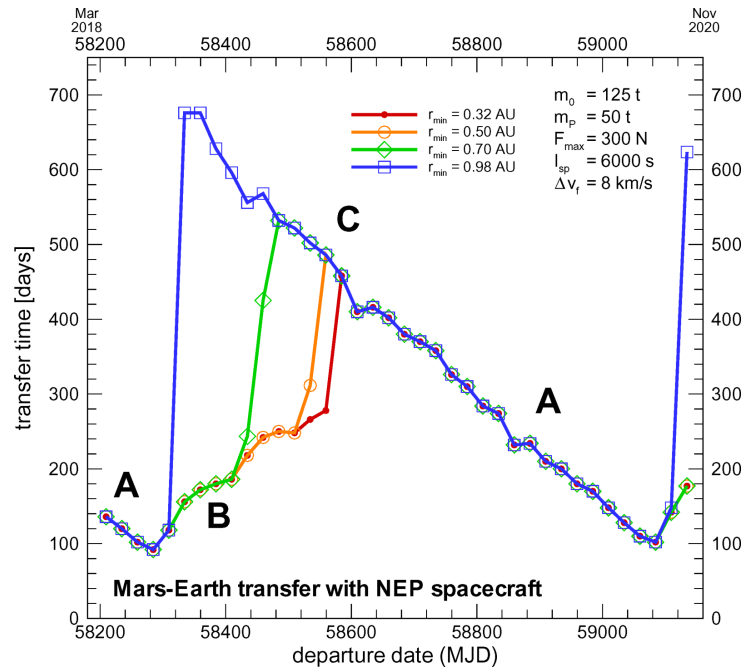 Mar
2018
Nov
2020
58200 58400 58600 58800 59000
700
600
500
400
300
200
100
0
transfer time [days]
r_min = 0.32 AU
r_min = 0.50 AU
r_min = 0.70 AU
r_min = 0.98 AU
m_0 = 125 t
m_P = 50 t
F_max = 300 N
I_sp = 6000 s
Δv_f = 8 km/s
C
A
A
B
Mars-Earth transfer with NEP spacecraft
700
600
500
400
300
200
100
0
transfer time [days]
58200 58400 58600 58800 59000
departure date (MJD)